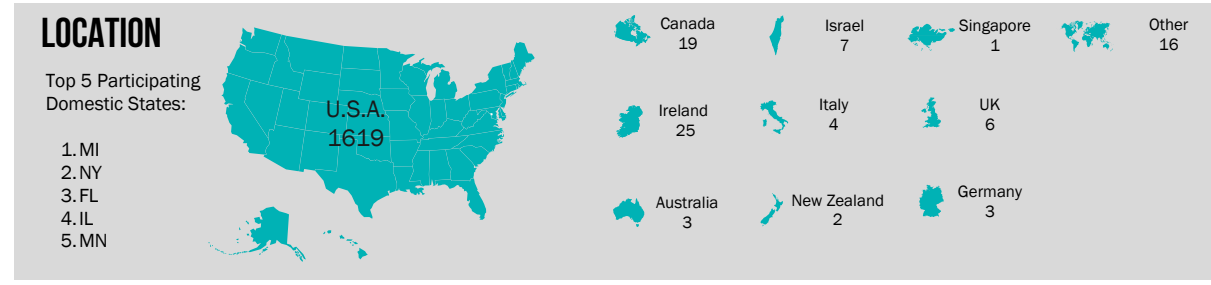 LOCATION
Top 5 Participating
Domestic States:
1. MI
2. NY
3. FL
4. IL
5. MN
U.S.A.
1619
Canada
19
Israel
7
Singapore
1
Other
16
Ireland
25
Italy
4
UK
6
Australia
3
New Zealand
2
Germany
3